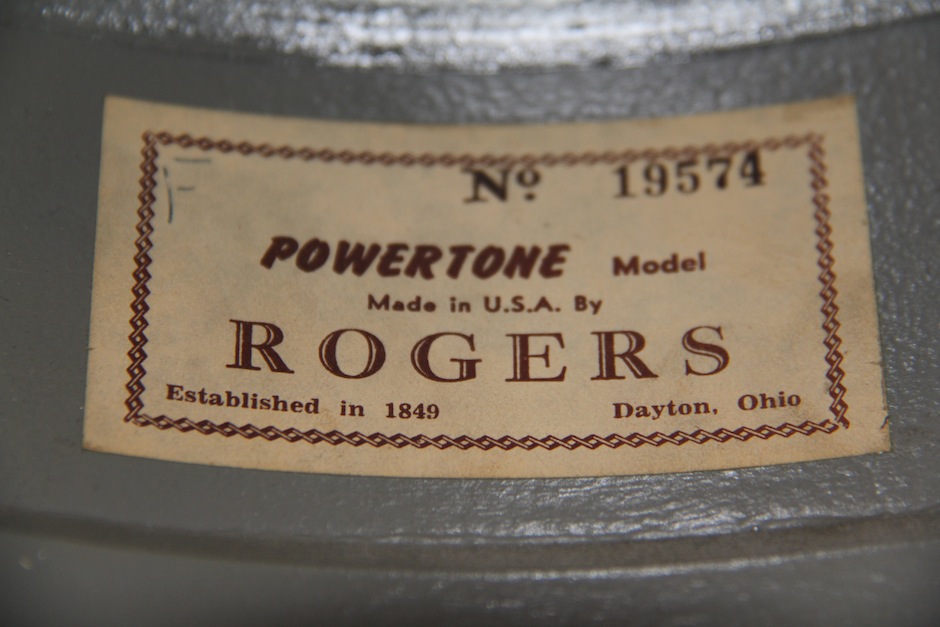 F
Nº 19574
POWERTONE Model
Made in U.S.A. By
ROGERS
Established in 1849 Dayton, Ohio